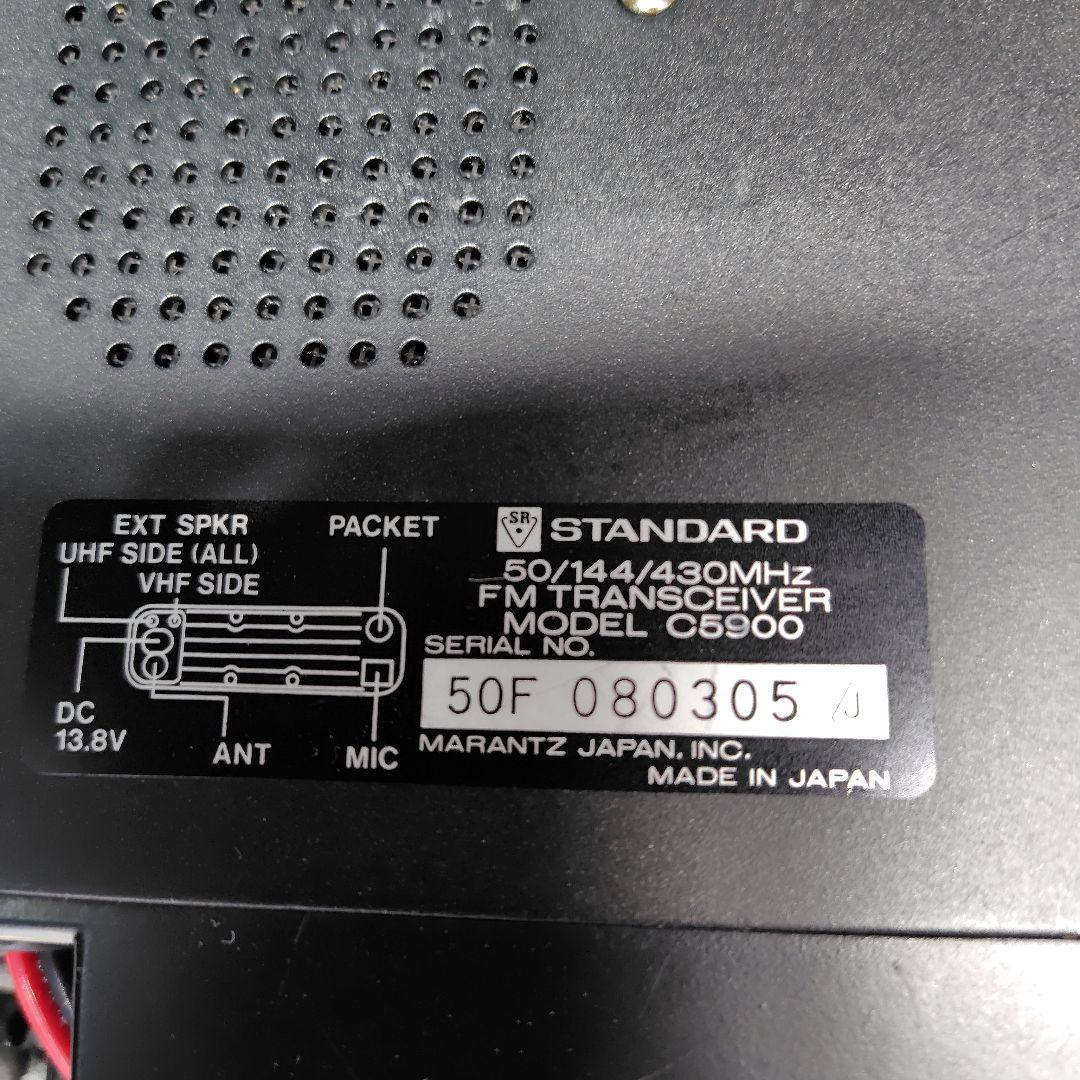 EXT SPKR
UHF SIDE (ALL)
VHF SIDE
PACKET
DC
13.8V
ANT
MIC
SR STANDARD
50/144/430MHz
FM TRANSCEIVER
MODEL C5900
SERIAL NO.
50F 080305 J
MARANTZ JAPAN, INC.
MADE IN JAPAN